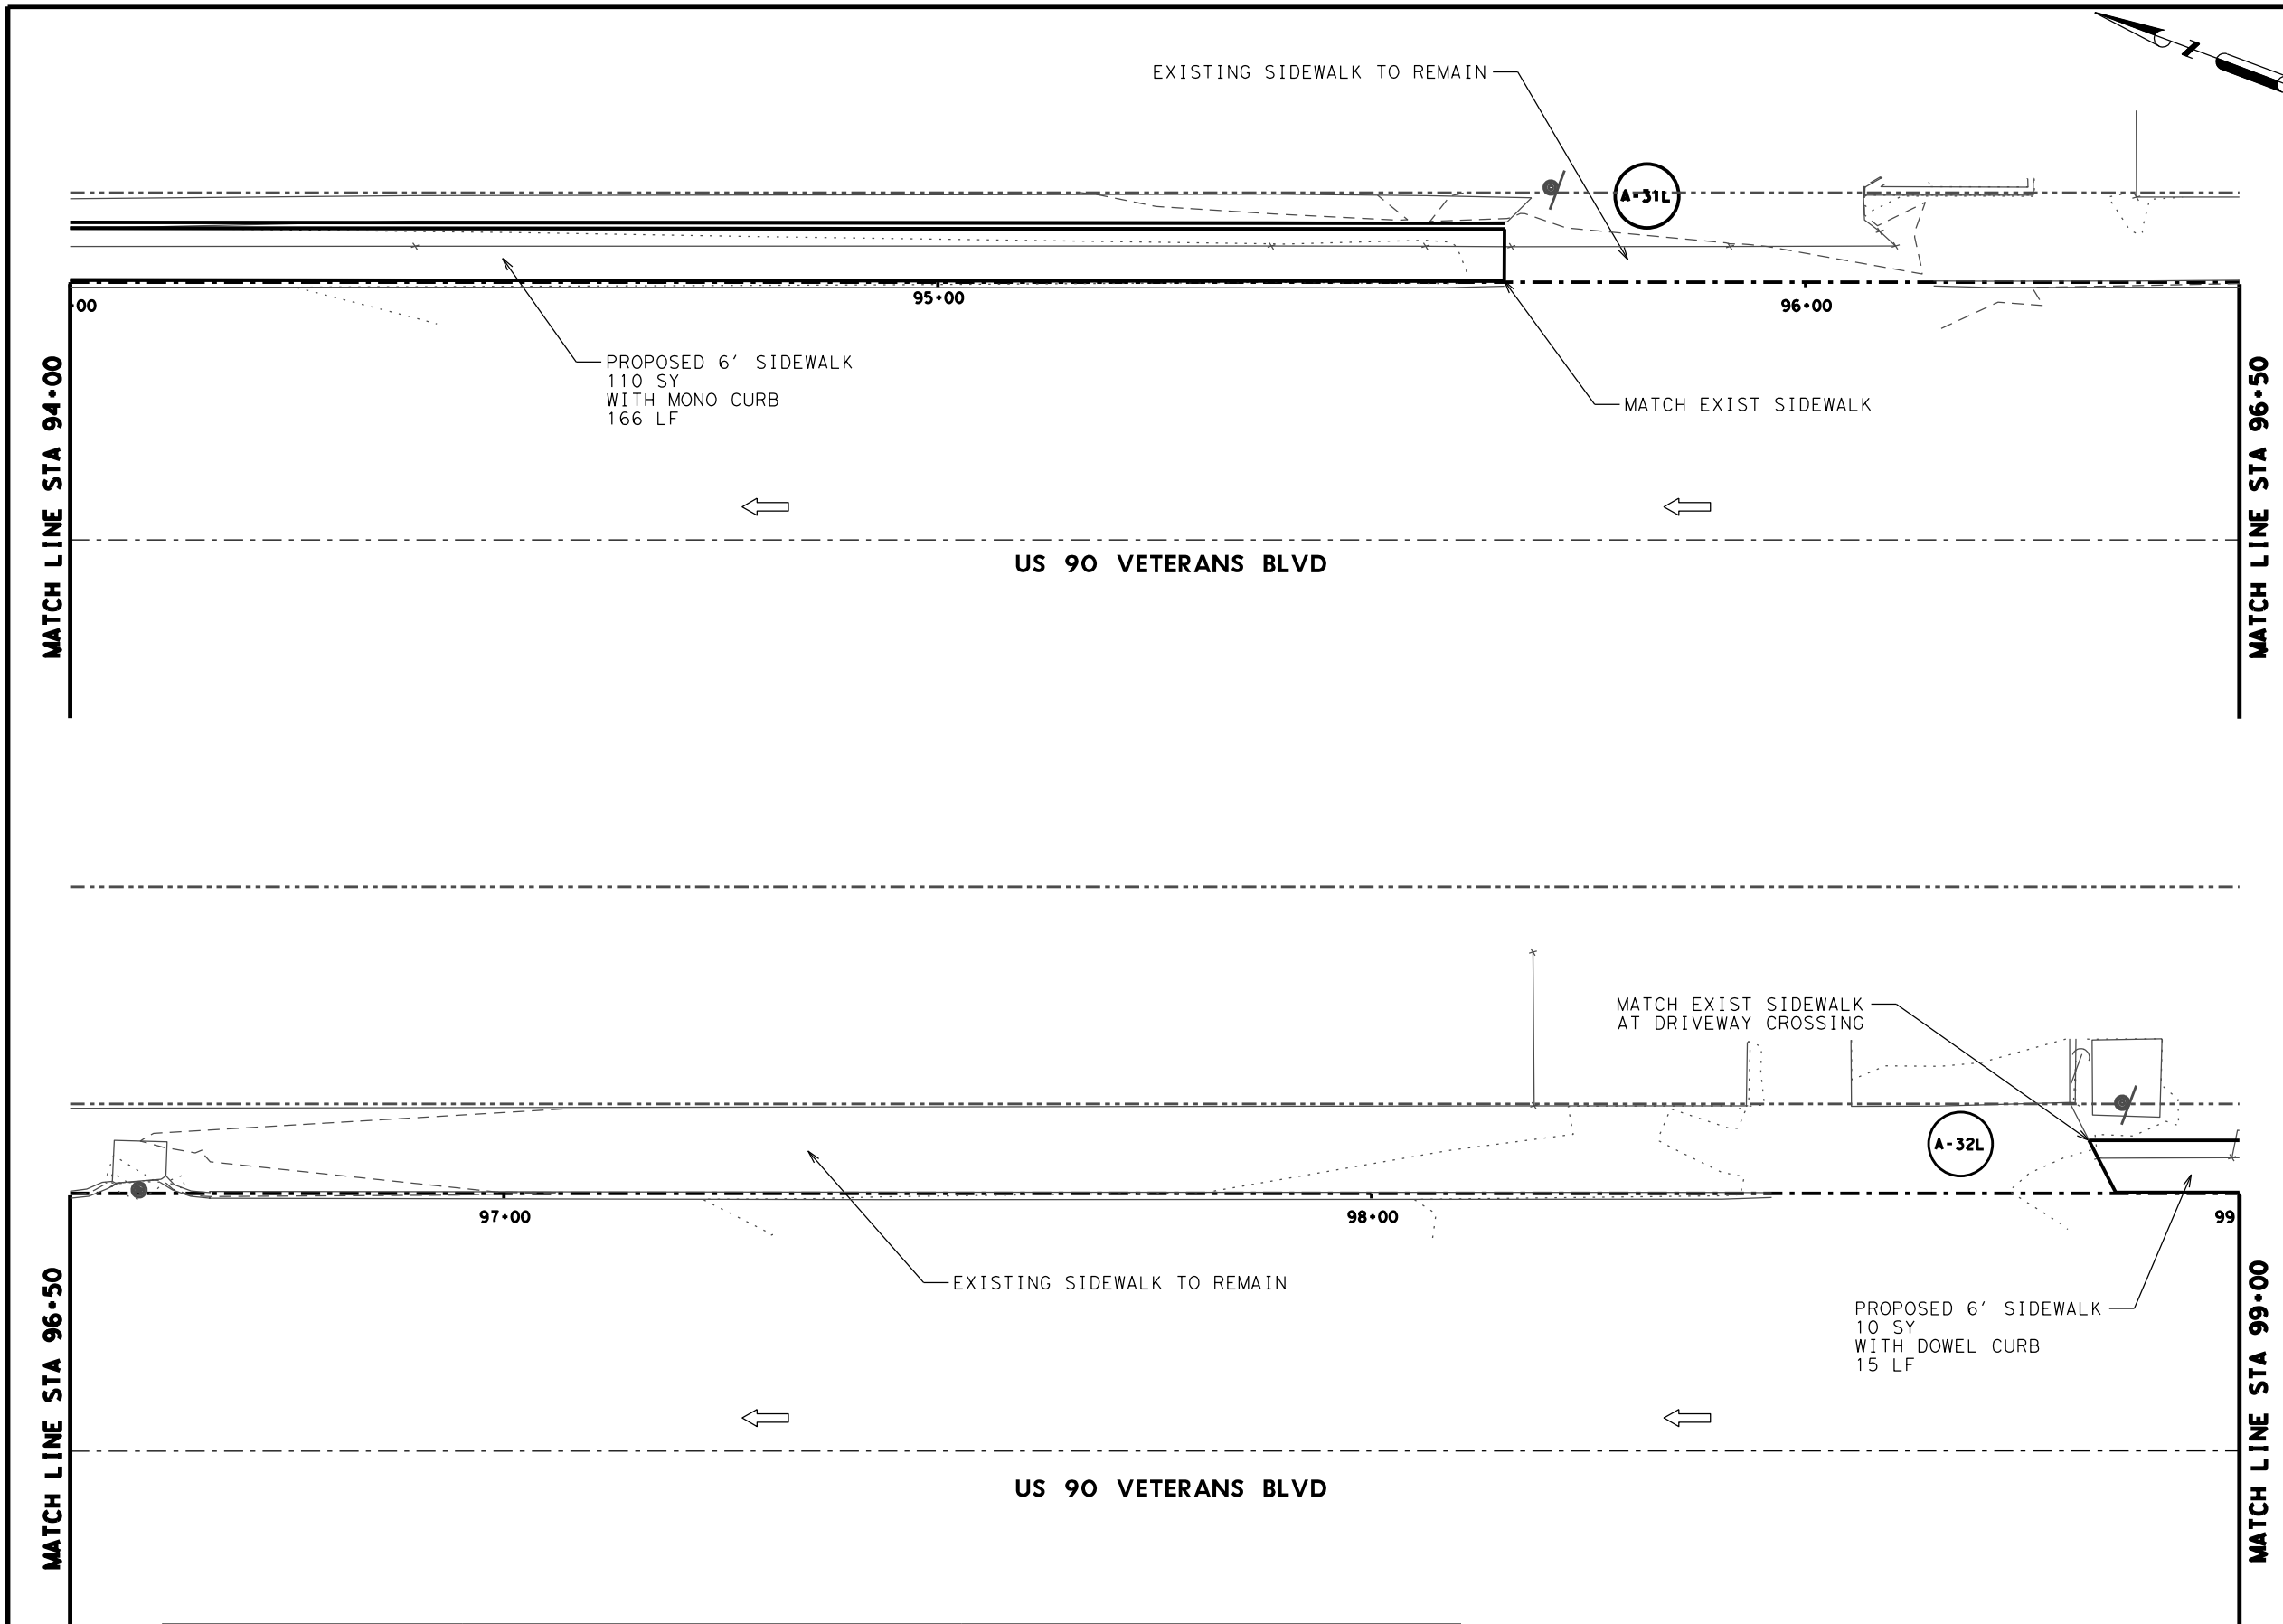 EXISTING SIDEWALK TO REMAIN
A-31L
+00
95+00
96+00
PROPOSED 6' SIDEWALK
110 SY
WITH MONO CURB
166 LF
MATCH EXIST SIDEWALK
MATCH LINE STA 94+00
MATCH LINE STA 96+50
US 90 VETERANS BLVD
MATCH EXIST SIDEWALK
AT DRIVEWAY CROSSING
A-32L
97+00
98+00
99
EXISTING SIDEWALK TO REMAIN
PROPOSED 6' SIDEWALK
10 SY
WITH DOWEL CURB
15 LF
MATCH LINE STA 96+50
MATCH LINE STA 99+00
US 90 VETERANS BLVD